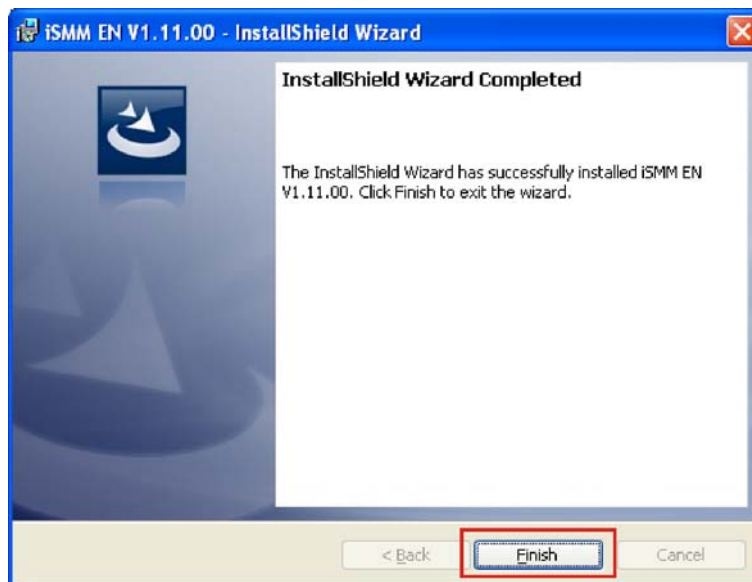 iSMM EN V1.11.00 - InstallShield Wizard
InstallShield Wizard Completed
The InstallShield Wizard has successfully installed iSMM EN
V1.11.00. Click Finish to exit the wizard.
< Back
Finish
Cancel